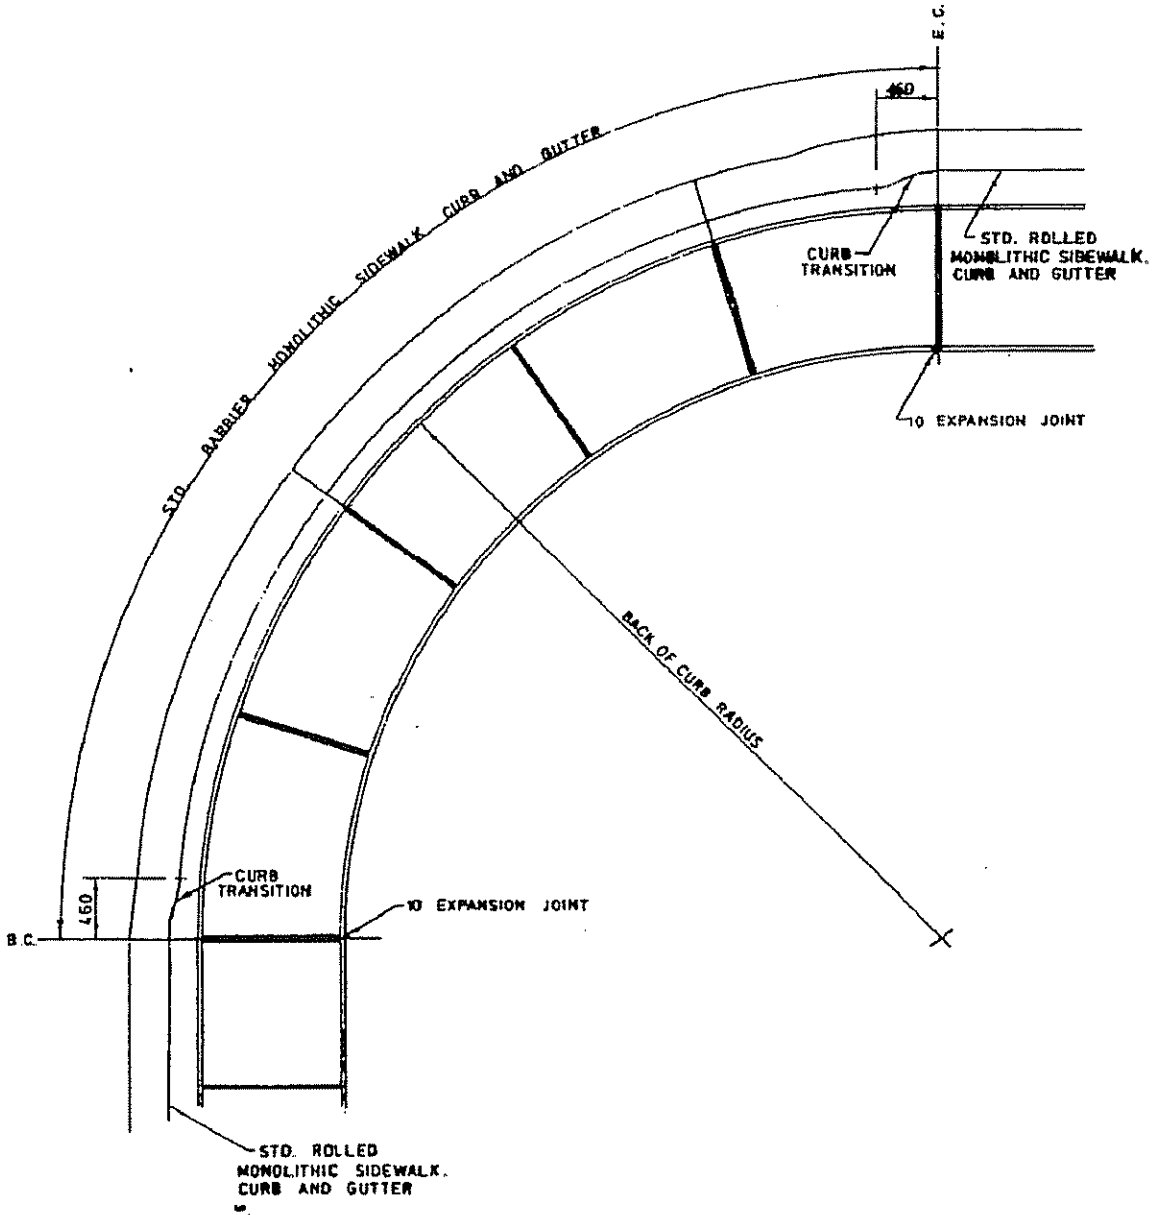 E.C.
460
STD. BARRIER MONOLITHIC SIDEWALK CURB AND GUTTER
CURB
TRANSITION
STD. ROLLED
MONOLITHIC SIDEWALK.
CURB AND GUTTER
10 EXPANSION JOINT
BACK OF CURB RADIUS
CURB
TRANSITION
460
10 EXPANSION JOINT
B.C.
STD. ROLLED
MONOLITHIC SIDEWALK.
CURB AND GUTTER